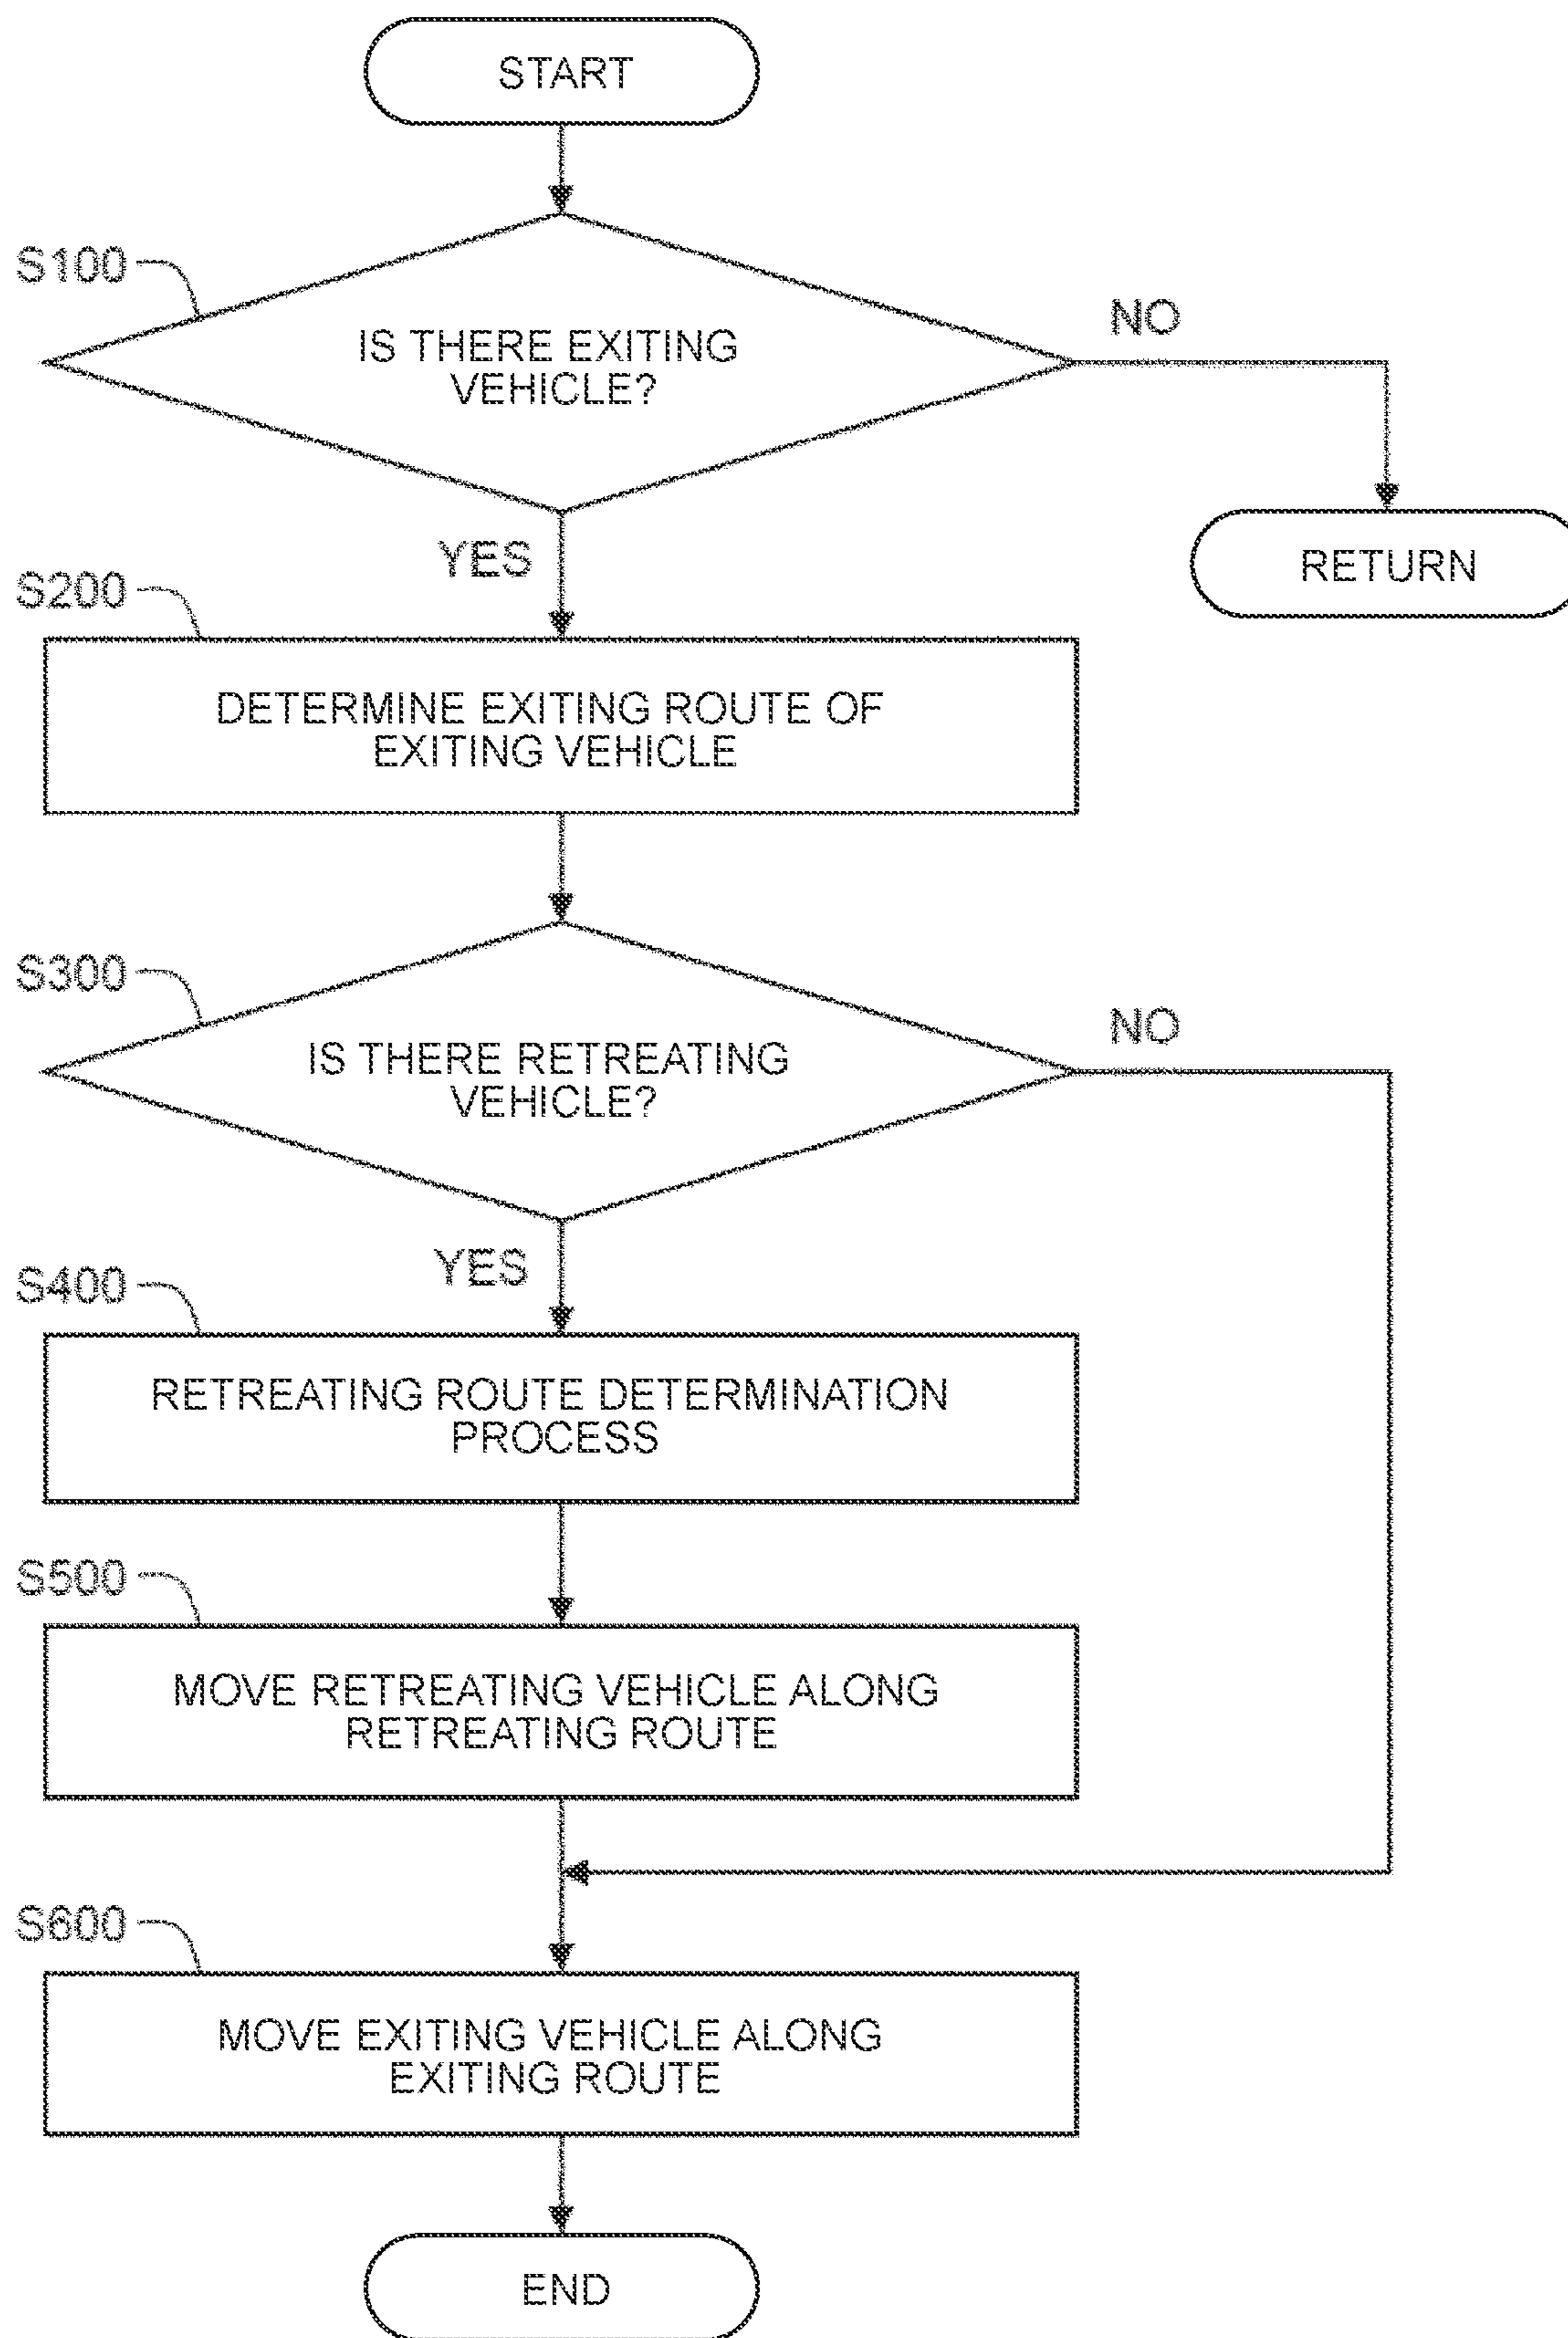 START
S100
IS THERE EXITING
VEHICLE?
NO
YES
RETURN
S200
DETERMINE EXITING ROUTE OF
EXITING VEHICLE
S300
IS THERE RETREATING
VEHICLE?
NO
YES
S400
RETREATING ROUTE DETERMINATION
PROCESS
S500
MOVE RETREATING VEHICLE ALONG
RETREATING ROUTE
S600
MOVE EXITING VEHICLE ALONG
EXITING ROUTE
END